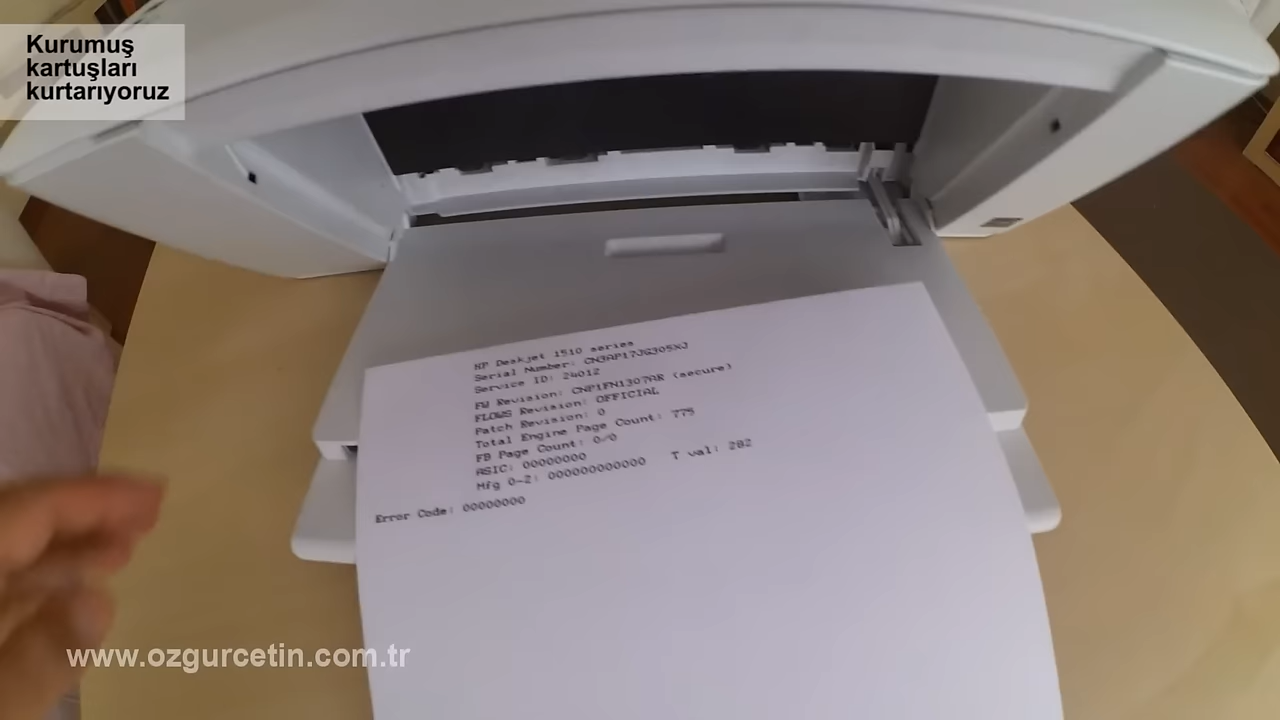 Kurumuş
kartuşları
kurtarıyoruz
HP Deskjet 1510 series
Serial Number: CN3AP17JG305XJ
Service ID: 24012
FW Revision: CNP1FN1307AR (secure)
FLOWS Revision: OFFICIAL
Patch Revision: 0
Total Engine Page Count: 775
FB Page Count: 0/0
ASIC: 00000000
Mfg 0-2: 000000000000 T val: 282
Error Code: 00000000
www.ozgurcetin.com.tr